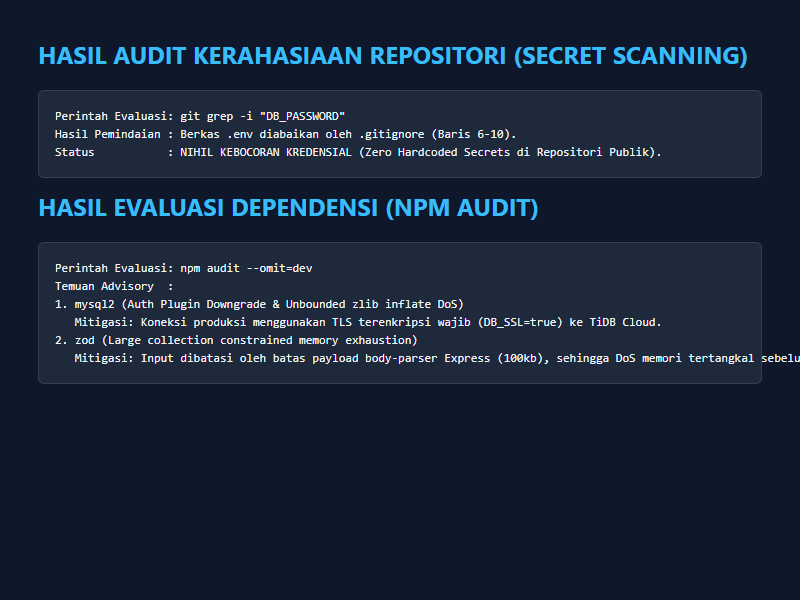 HASIL AUDIT KERAHASIAAN REPOSITORI (SECRET SCANNING)
Perintah Evaluasi: git grep -i "DB_PASSWORD"
Hasil Pemindaian : Berkas .env diabaikan oleh .gitignore (Baris 6-10).
Status : NIHIL KEBOCORAN KREDENSIAL (Zero Hardcoded Secrets di Repositori Publik).
HASIL EVALUASI DEPENDENSI (NPM AUDIT)
Perintah Evaluasi: npm audit --omit=dev
Temuan Advisory :
1. mysql2 (Auth Plugin Downgrade & Unbounded zlib inflate DoS)
Mitigasi: Koneksi produksi menggunakan TLS terenkripsi wajib (DB_SSL=true) ke TiDB Cloud.
2. zod (Large collection constrained memory exhaustion)
Mitigasi: Input dibatasi oleh batas payload body-parser Express (100kb), sehingga DoS memori tertangkal sebelu